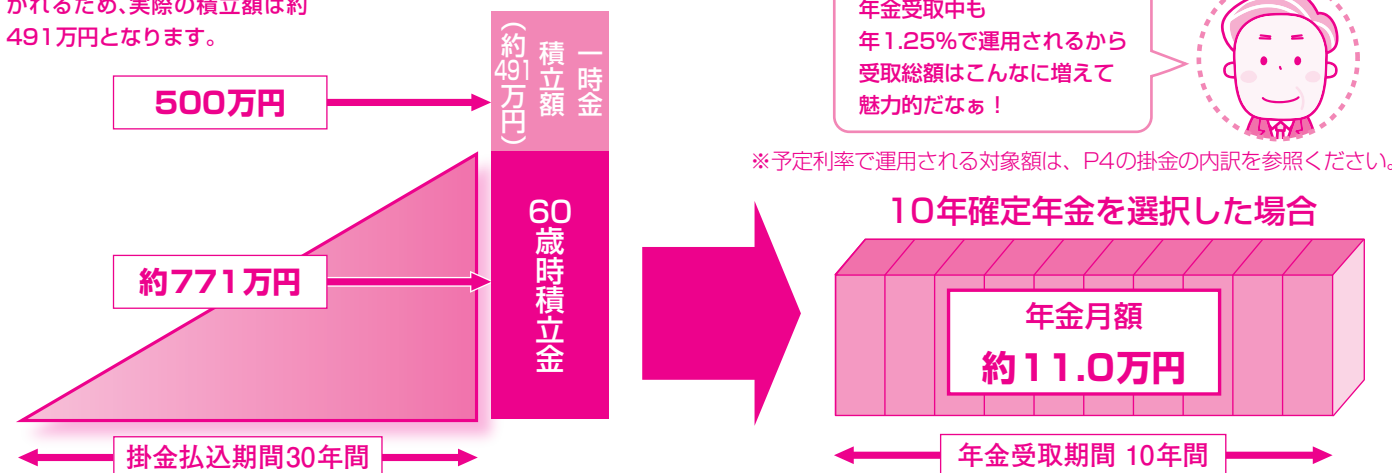 かれるため、実際の積立額は約
491万円となります。
500万円
一時金
積立額
（約491万円）
約771万円
60歳時積立金
掛金払込期間30年間
年金受取中も
年1.25%で運用されるから
受取総額はこんなに増えて
魅力的だなぁ！
※予定利率で運用される対象額は、P4の掛金の内訳を参照ください。
10年確定年金を選択した場合
年金月額
約11.0万円
年金受取期間 10年間